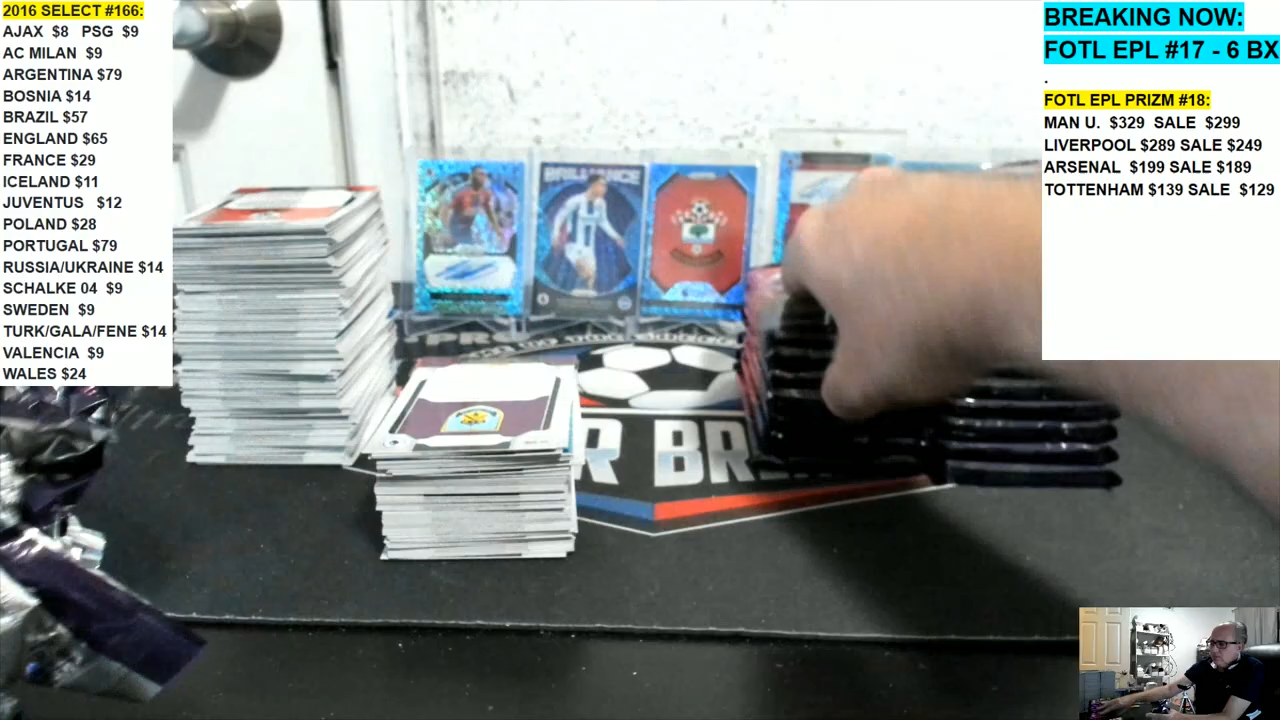 2016 SELECT #166:
AJAX $8 PSG $9
AC MILAN $9
ARGENTINA $79
BOSNIA $14
BRAZIL $57
ENGLAND $65
FRANCE $29
ICELAND $11
JUVENTUS $12
POLAND $28
PORTUGAL $79
RUSSIA/UKRAINE $14
SCHALKE 04 $9
SWEDEN $9
TURK/GALA/FENE $14
VALENCIA $9
WALES $24
BREAKING NOW:
FOTL EPL #17 - 6 BX
.
FOTL EPL PRIZM #18:
MAN U. $329 SALE $299
LIVERPOOL $289 SALE $249
ARSENAL $199 SALE $189
TOTTENHAM $139 SALE $129
BRILLIANCE
R BR